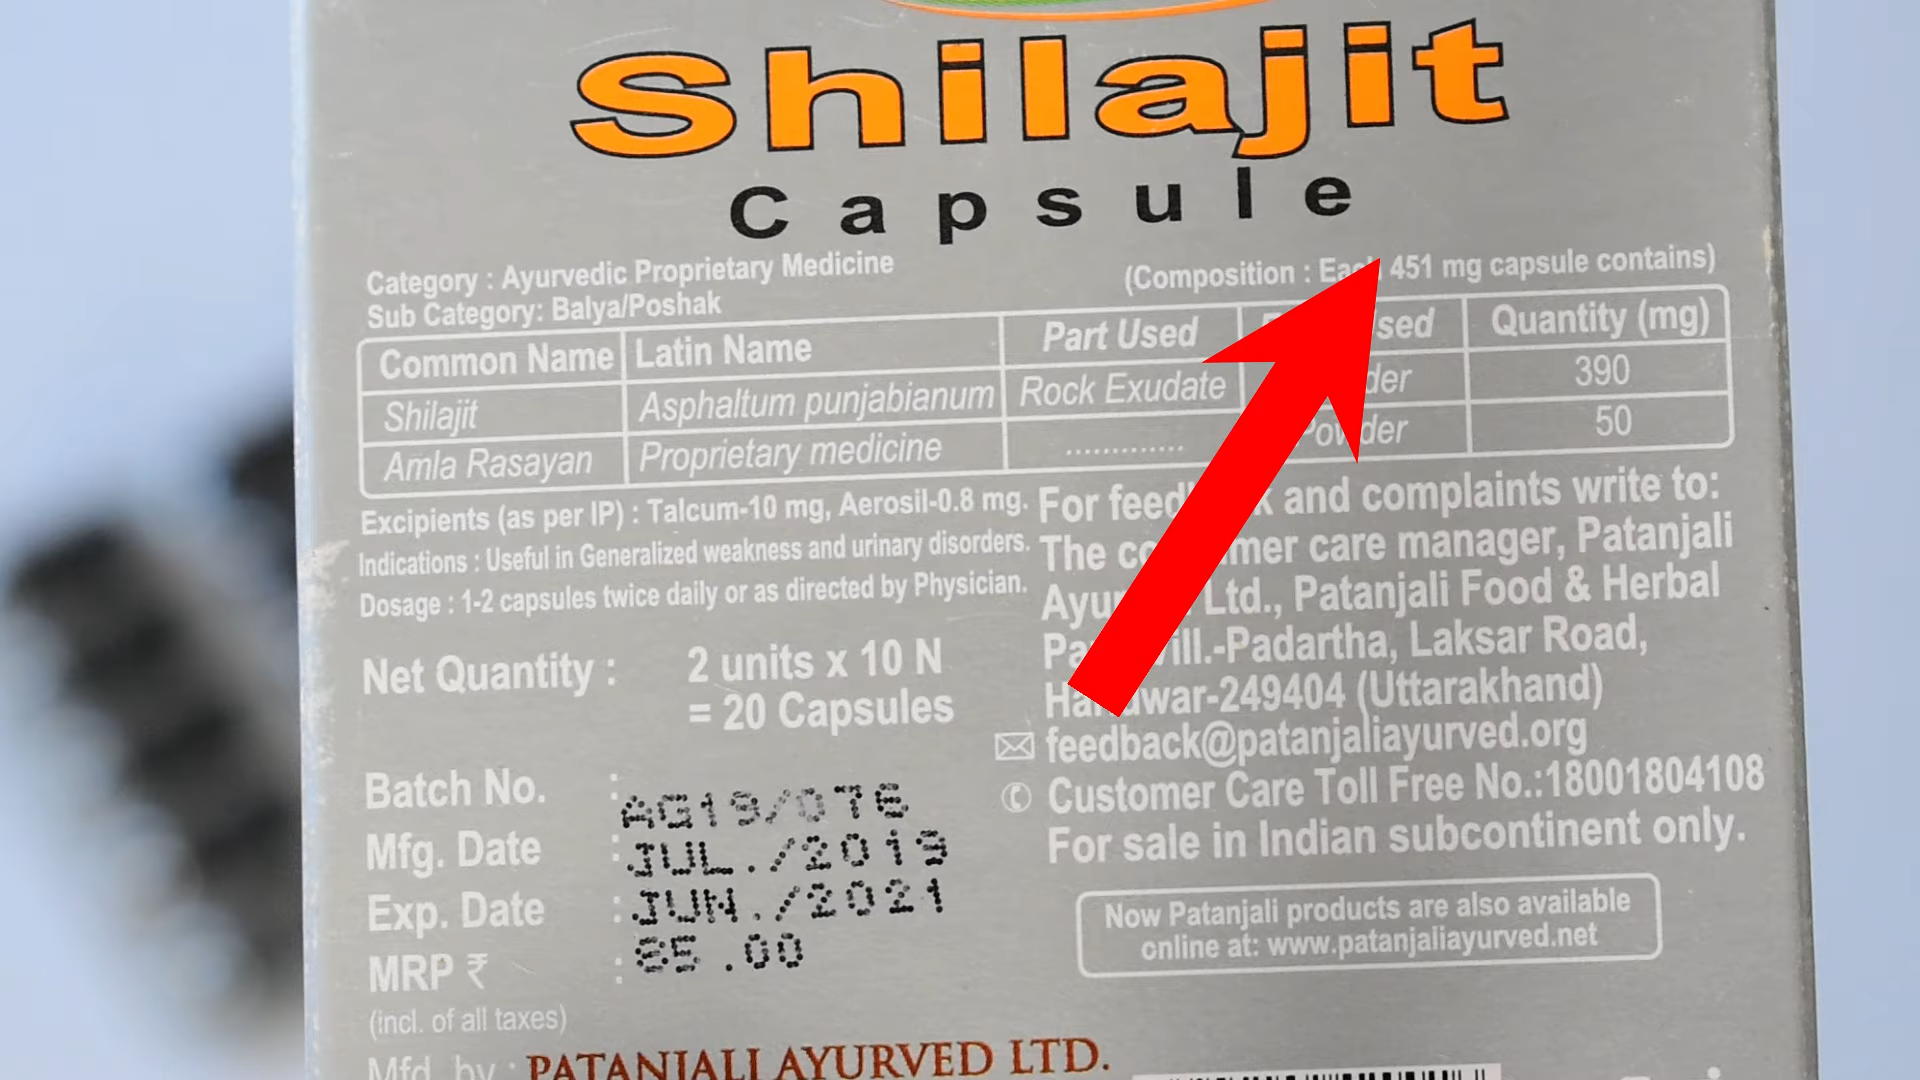 Shilajit
Capsule
Category : Ayurvedic Proprietary Medicine
Sub Category: Balya/Poshak
(Composition : Each 451 mg capsule contains)
Common Name Latin Name Part Used Quantity (mg)
Shilajit Asphaltum punjabianum Rock Exudate 390
Amla Rasayan Proprietary medicine ............. Powder 50
Excipients (as per IP) : Talcum-10 mg, Aerosil-0.8 mg.
Indications : Useful in Generalized weakness and urinary disorders.
Dosage : 1-2 capsules twice daily or as directed by Physician.
Net Quantity : 2 units x 10 N
= 20 Capsules
For feedback and complaints write to:
The customer care manager, Patanjali
Ltd., Patanjali Food & Herbal
Vill.-Padartha, Laksar Road,
Haridwar-249404 (Uttarakhand)
feedback@patanjaliayurved.org
Customer Care Toll Free No.:18001804108
For sale in Indian subcontinent only.
Batch No. : AG19/076
Mfg. Date : JUL./2019
Exp. Date : JUN./2021
MRP ₹ : 85.00
(incl. of all taxes)
Now Patanjali products are also available
online at: www.patanjaliayurved.net
Mfd. by : PATANJALI AYURVED LTD.